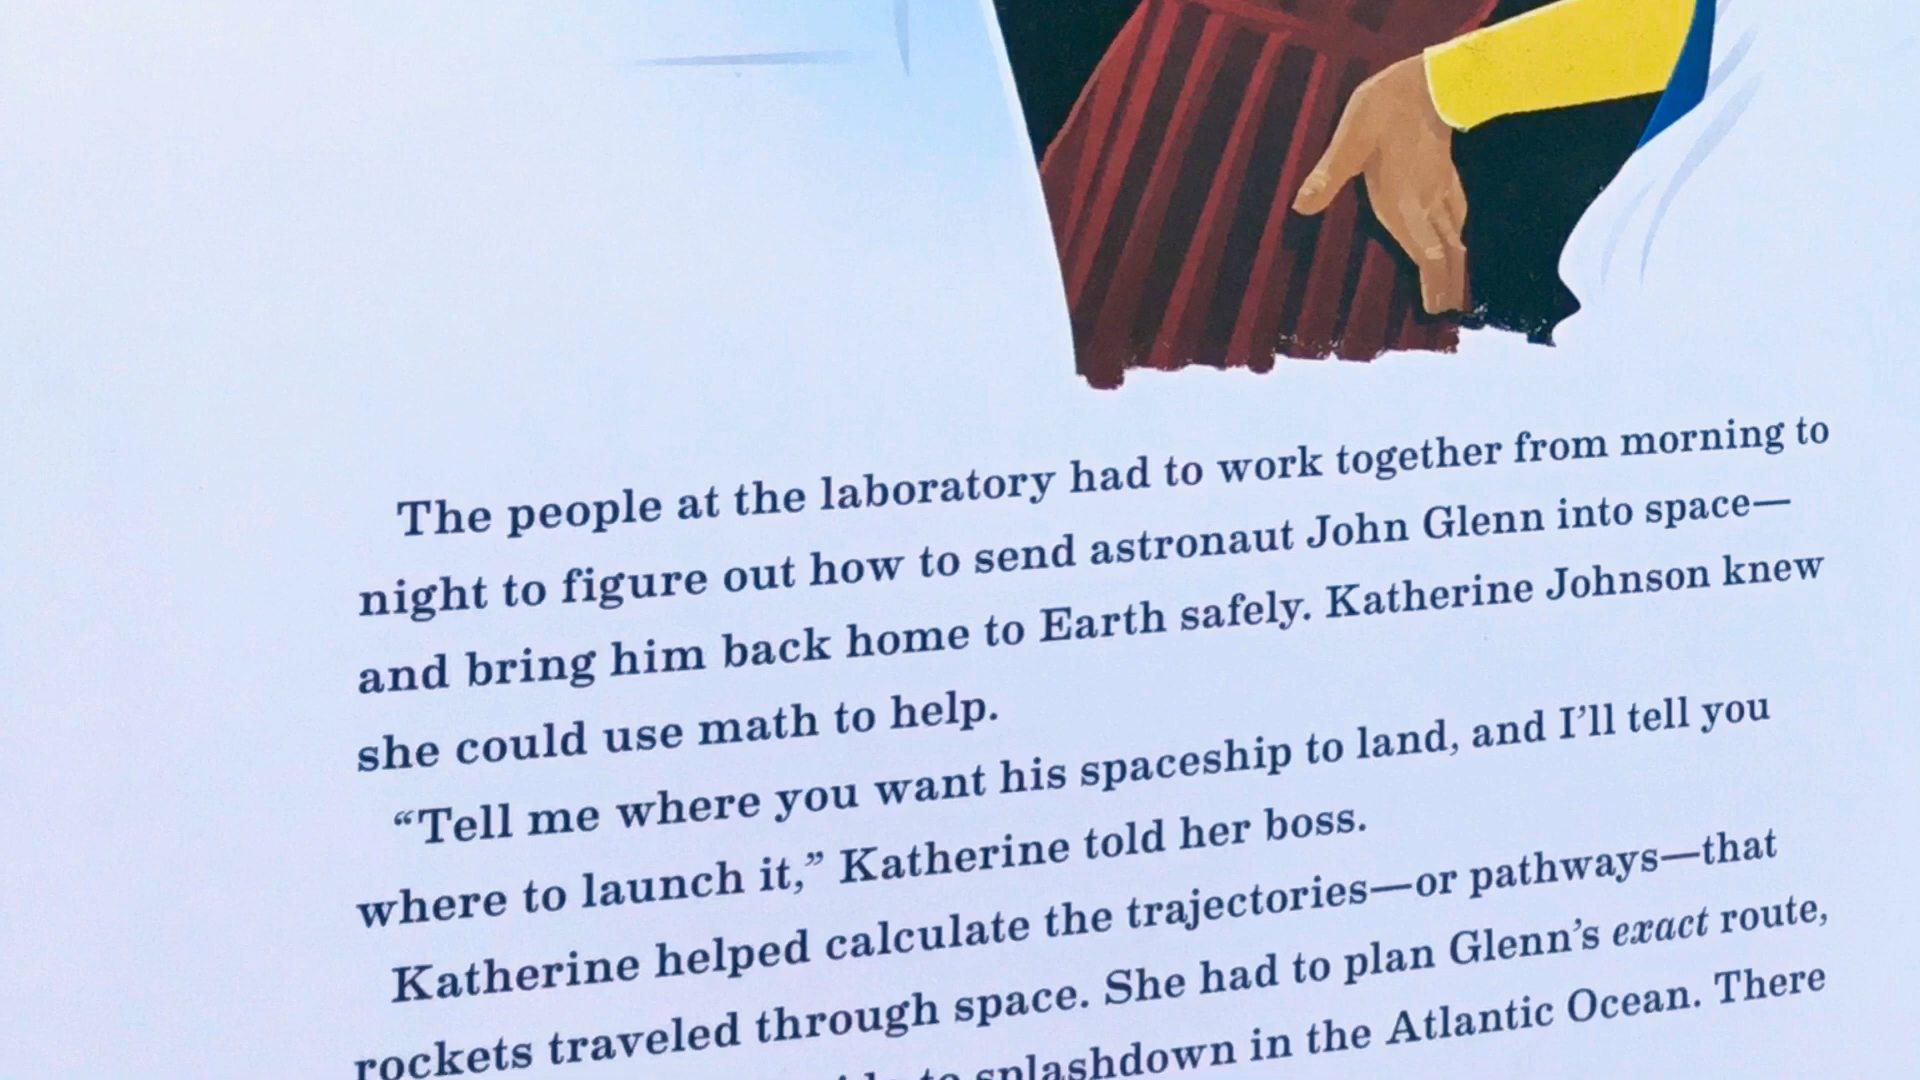 The people at the laboratory had to work together from morning to
night to figure out how to send astronaut John Glenn into space—
and bring him back home to Earth safely. Katherine Johnson knew
she could use math to help.
“Tell me where you want his spaceship to land, and I’ll tell you
where to launch it,” Katherine told her boss.
Katherine helped calculate the trajectories—or pathways—that
rockets traveled through space. She had to plan Glenn’s exact route,
to splashdown in the Atlantic Ocean. There